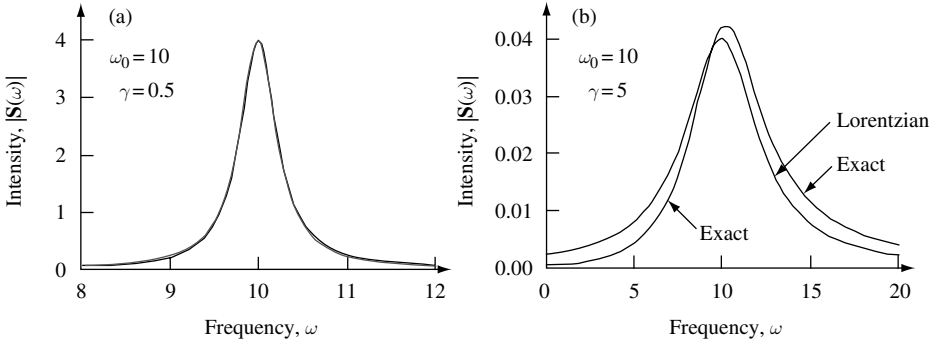 (a)
ω₀ = 10
γ = 0.5
Intensity, |S(ω)|
4
3
2
1
0
8
9
10
11
12
Frequency, ω
(b)
ω₀ = 10
γ = 5
Intensity, |S(ω)|
0.04
0.03
0.02
0.01
0.00
0
5
10
15
20
Lorentzian
Exact
Exact
Frequency, ω